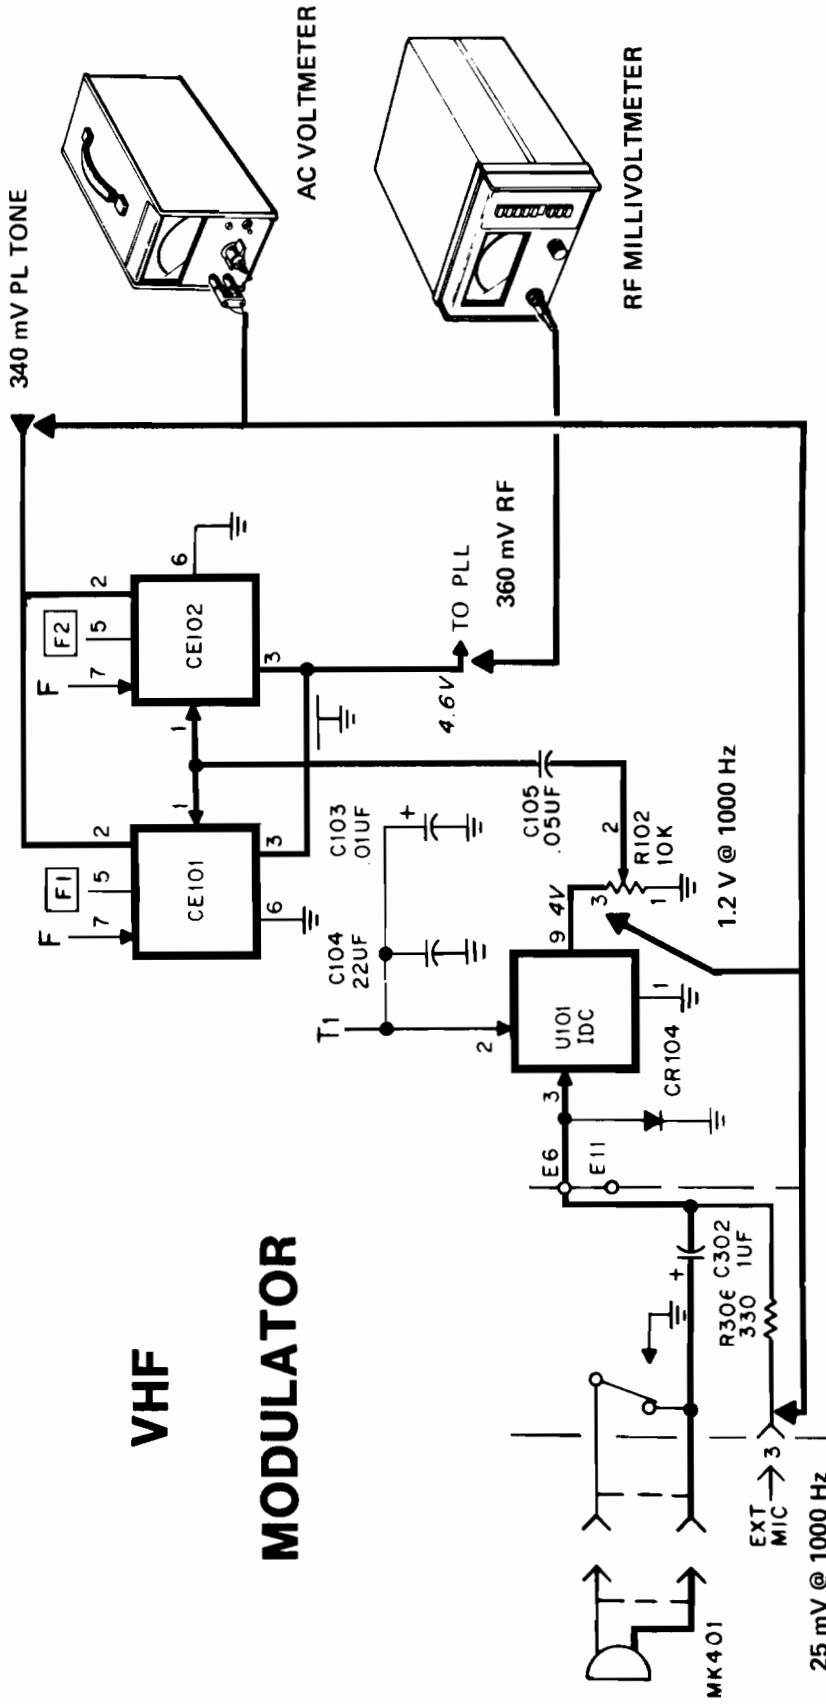 VHF
MODULATOR
340 mV PL TONE
AC VOLTMETER
RF MILLIVOLTMETER
F
F1
7
5
2
CE101
1
3
6
F
F2
7
5
2
CE102
1
3
6
4.6V
TO PLL
360 mV RF
T1
C104
22UF
C103
.01UF
+
C105
.05UF
2
R102
10K
3
1
9
4V
1.2 V @ 1000 Hz
2
U101
IDC
3
1
CR104
E6
E11
+
C302
1UF
R306
330
EXT
MIC
3
MK401
25 mV @ 1000 Hz